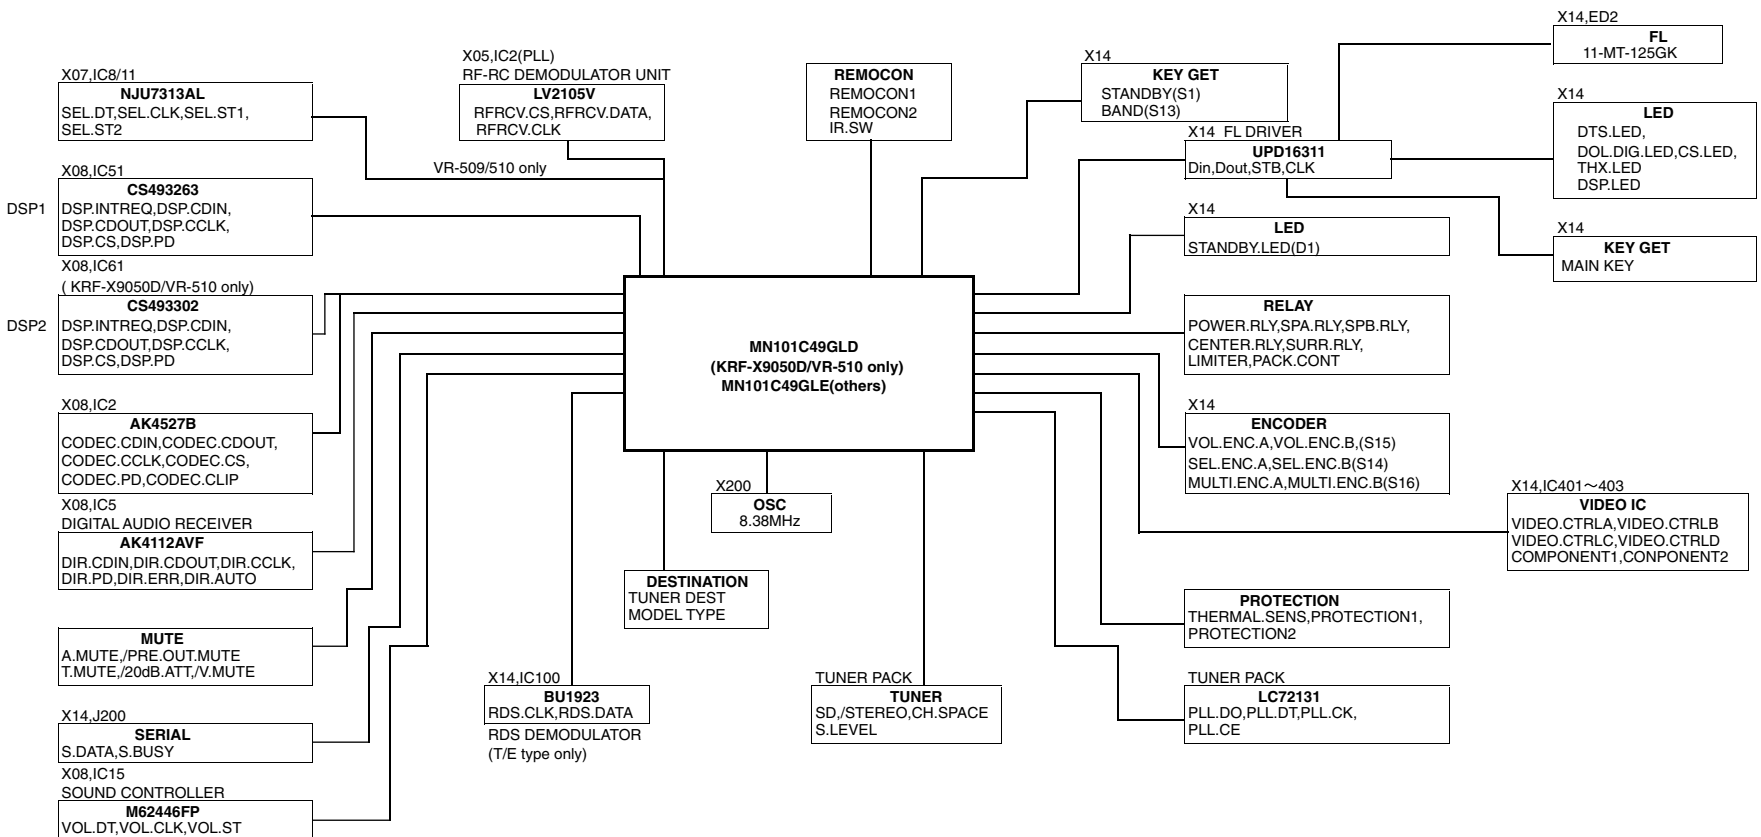 X07,IC8/11
NJU7313AL
SEL.DT,SEL.CLK,SEL.ST1,
SEL.ST2
X05,IC2(PLL)
RF-RC DEMODULATOR UNIT
LV2105V
RFRCV.CS,RFRCV.DATA,
RFRCV.CLK
VR-509/510 only
REMOCON
REMOCON1
REMOCON2
IR.SW
X14
KEY GET
STANDBY(S1)
BAND(S13)
X14,ED2
FL
11-MT-125GK
X14 FL DRIVER
UPD16311
Din,Dout,STB,CLK
X14
LED
DTS.LED,
DOL.DIG.LED,CS.LED,
THX.LED
DSP.LED
X14
KEY GET
MAIN KEY
X14
LED
STANDBY.LED(D1)
DSP1
X08,IC51
CS493263
DSP.INTREQ,DSP.CDIN,
DSP.CDOUT,DSP.CCLK,
DSP.CS,DSP.PD
DSP2
X08,IC61
( KRF-X9050D/VR-510 only)
CS493302
DSP.INTREQ,DSP.CDIN,
DSP.CDOUT,DSP.CCLK,
DSP.CS,DSP.PD
MN101C49GLD
(KRF-X9050D/VR-510 only)
MN101C49GLE(others)
RELAY
POWER.RLY,SPA.RLY,SPB.RLY,
CENTER.RLY,SURR.RLY,
LIMITER,PACK.CONT
X08,IC2
AK4527B
CODEC.CDIN,CODEC.CDOUT,
CODEC.CCLK,CODEC.CS,
CODEC.PD,CODEC.CLIP
X14
ENCODER
VOL.ENC.A,VOL.ENC.B,(S15)
SEL.ENC.A,SEL.ENC.B(S14)
MULTI.ENC.A,MULTI.ENC.B(S16)
X14,IC401～403
VIDEO IC
VIDEO.CTRLA,VIDEO.CTRLB
VIDEO.CTRLC,VIDEO.CTRLD
COMPONENT1,CONPONENT2
X08,IC5
DIGITAL AUDIO RECEIVER
AK4112AVF
DIR.CDIN,DIR.CDOUT,DIR.CCLK,
DIR.PD,DIR.ERR,DIR.AUTO
X200
OSC
8.38MHz
DESTINATION
TUNER DEST
MODEL TYPE
PROTECTION
THERMAL.SENS,PROTECTION1,
PROTECTION2
MUTE
A.MUTE,/PRE.OUT.MUTE
T.MUTE,/20dB.ATT,/V.MUTE
X14,J200
SERIAL
S.DATA,S.BUSY
X14,IC100
BU1923
RDS.CLK,RDS.DATA
RDS DEMODULATOR
(T/E type only)
TUNER PACK
TUNER
SD,/STEREO,CH.SPACE
S.LEVEL
TUNER PACK
LC72131
PLL.DO,PLL.DT,PLL.CK,
PLL.CE
X08,IC15
SOUND CONTROLLER
M62446FP
VOL.DT,VOL.CLK,VOL.ST